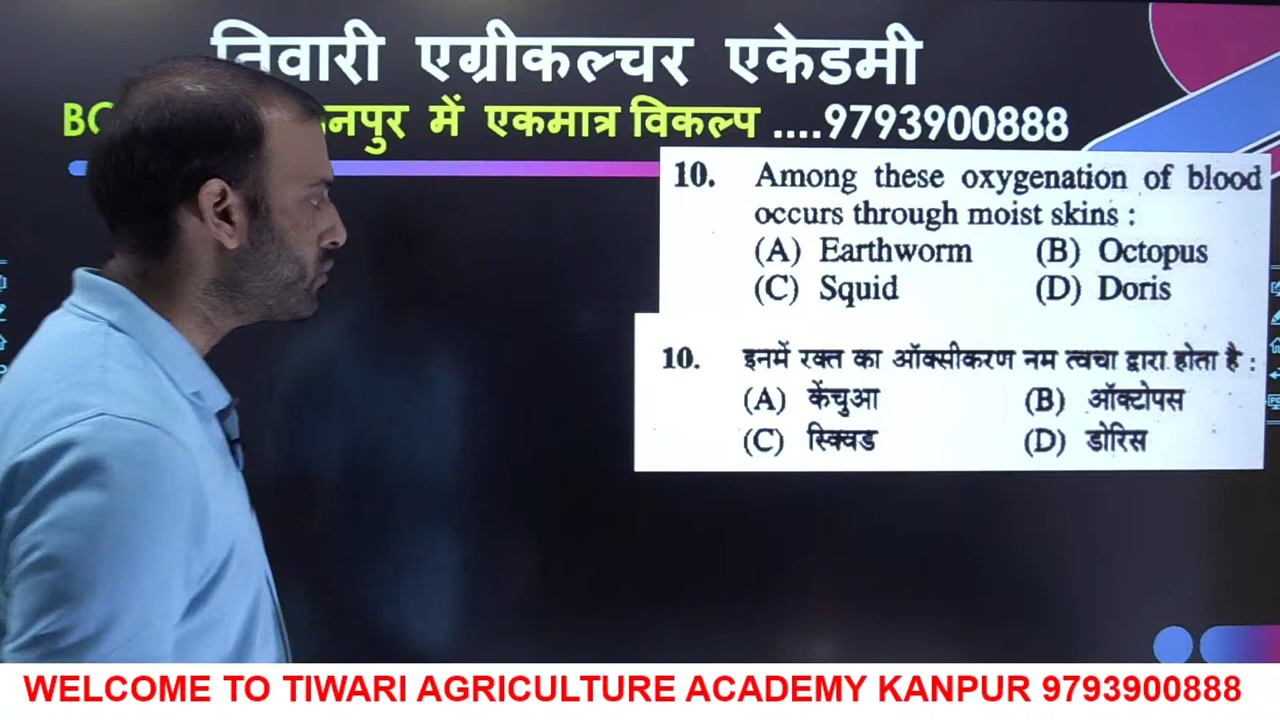 तिवारी एग्रीकल्चर एकेडमी
में एकमात्र विकल्प ....9793900888
10. Among these oxygenation of blood
occurs through moist skins :
(A) Earthworm (B) Octopus
(C) Squid (D) Doris
10. इनमें रक्त का ऑक्सीकरण नम त्वचा द्वारा होता है :
(A) केंचुआ (B) ऑक्टोपस
(C) स्क्विड (D) डोरिस
WELCOME TO TIWARI AGRICULTURE ACADEMY KANPUR 9793900888